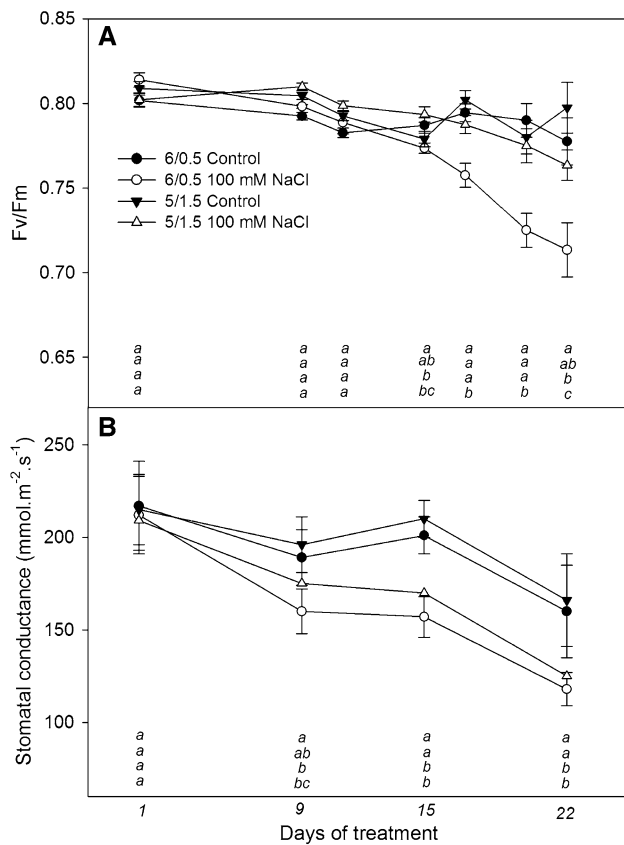 0.85
A
0.80
6/0.5 Control
6/0.5 100 mM NaCl
5/1.5 Control
5/1.5 100 mM NaCl
Fv/Fm
0.75
0.70
0.65
a a a a a a a
a a a ab a a ab
a a a b a a b
a a a bc b b c
B
250
200
150
100
Stomatal conductance (mmol.m⁻².s⁻¹)
a a a a
a ab a a
a b b b
a bc b b
1 9 15 22
Days of treatment